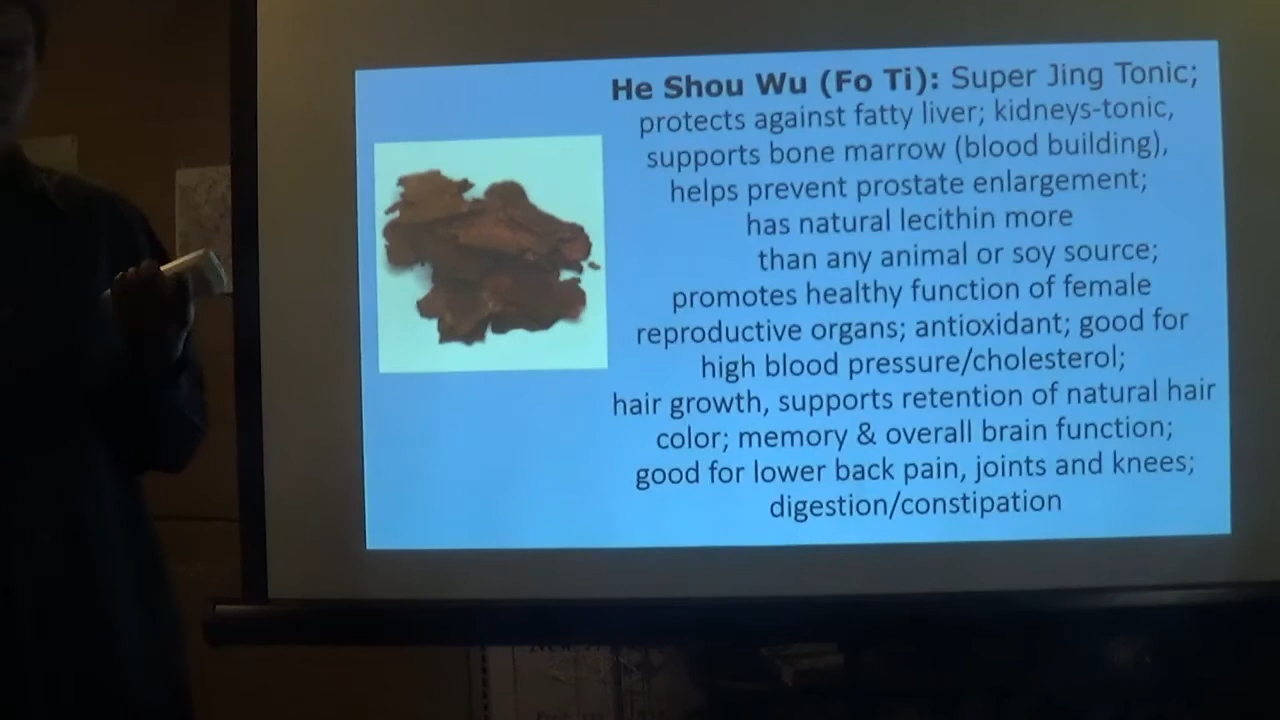 He Shou Wu (Fo Ti): Super Jing Tonic;
protects against fatty liver; kidneys-tonic,
supports bone marrow (blood building),
helps prevent prostate enlargement;
has natural lecithin more
than any animal or soy source;
promotes healthy function of female
reproductive organs; antioxidant; good for
high blood pressure/cholesterol;
hair growth, supports retention of natural hair
color; memory & overall brain function;
good for lower back pain, joints and knees;
digestion/constipation